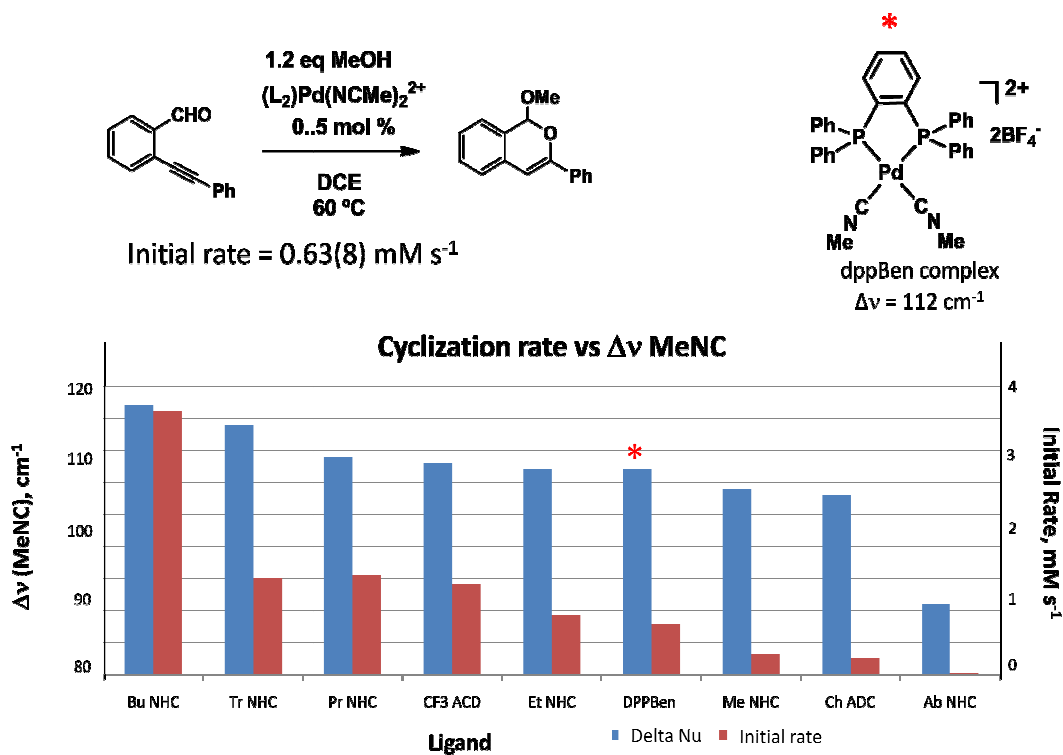 1.2 eq MeOH
(L₂)Pd(NCMe)₂²⁺
0..5 mol %
DCE
60 ºC
CHO
Ph
OMe
O
Ph
Initial rate = 0.63(8) mM s⁻¹
*
]2+
2BF₄⁻
Ph Ph
P P
Ph Ph
Pd
C C
N N
Me Me
dppBen complex
Δν = 112 cm⁻¹
Cyclization rate vs Δν MeNC
Δν (MeNC), cm⁻¹
120
110
100
90
80
*
4
3
2
1
0
Initial Rate, mM s⁻¹
Bu NHC Tr NHC Pr NHC CF3 ACD Et NHC DPPBen Me NHC Ch ADC Ab NHC
Ligand
Delta Nu Initial rate